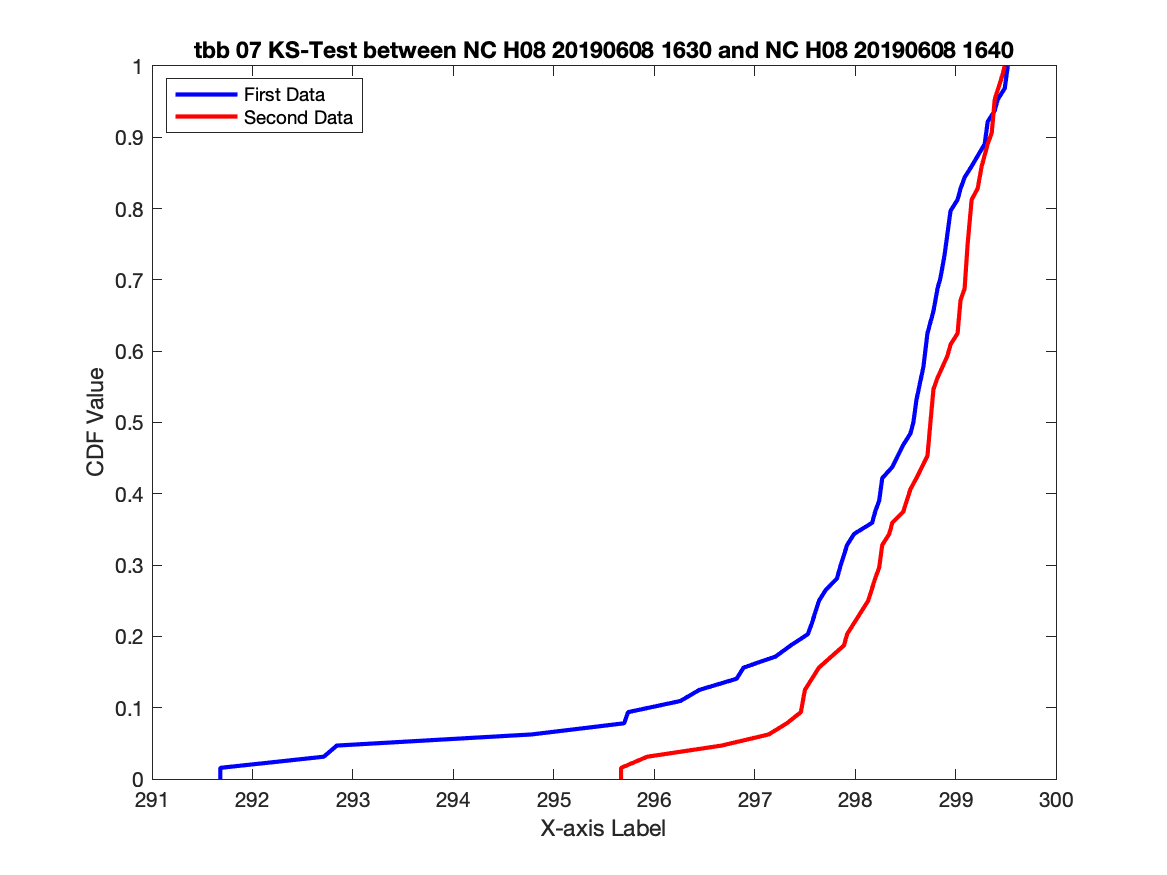 tbb 07 KS-Test between NC H08 20190608 1630 and NC H08 20190608 1640
First Data
Second Data
1
0.9
0.8
0.7
0.6
0.5
0.4
0.3
0.2
0.1
0
CDF Value
291 292 293 294 295 296 297 298 299 300
X-axis Label